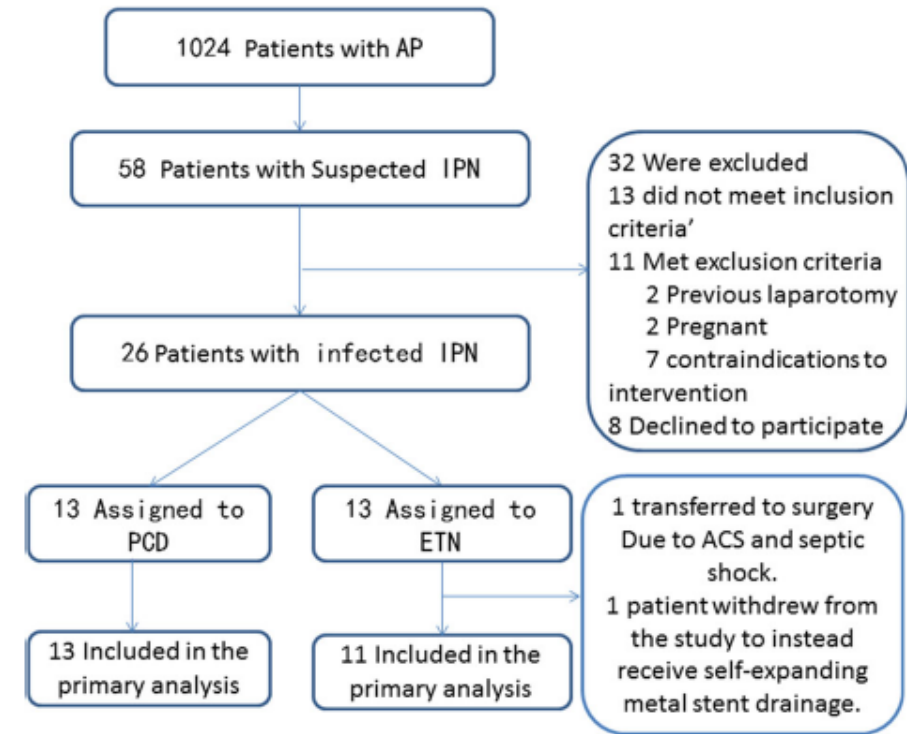 1024 Patients with AP
58 Patients with Suspected IPN
32 Were excluded
13 did not meet inclusion
criteria’
11 Met exclusion criteria
2 Previous laparotomy
2 Pregnant
7 contraindications to
intervention
8 Declined to participate
26 Patients with infected IPN
13 Assigned to
PCD
13 Assigned to
ETN
1 transferred to surgery
Due to ACS and septic
shock.
1 patient withdrew from
the study to instead
receive self-expanding
metal stent drainage.
13 Included in the
primary analysis
11 Included in the
primary analysis